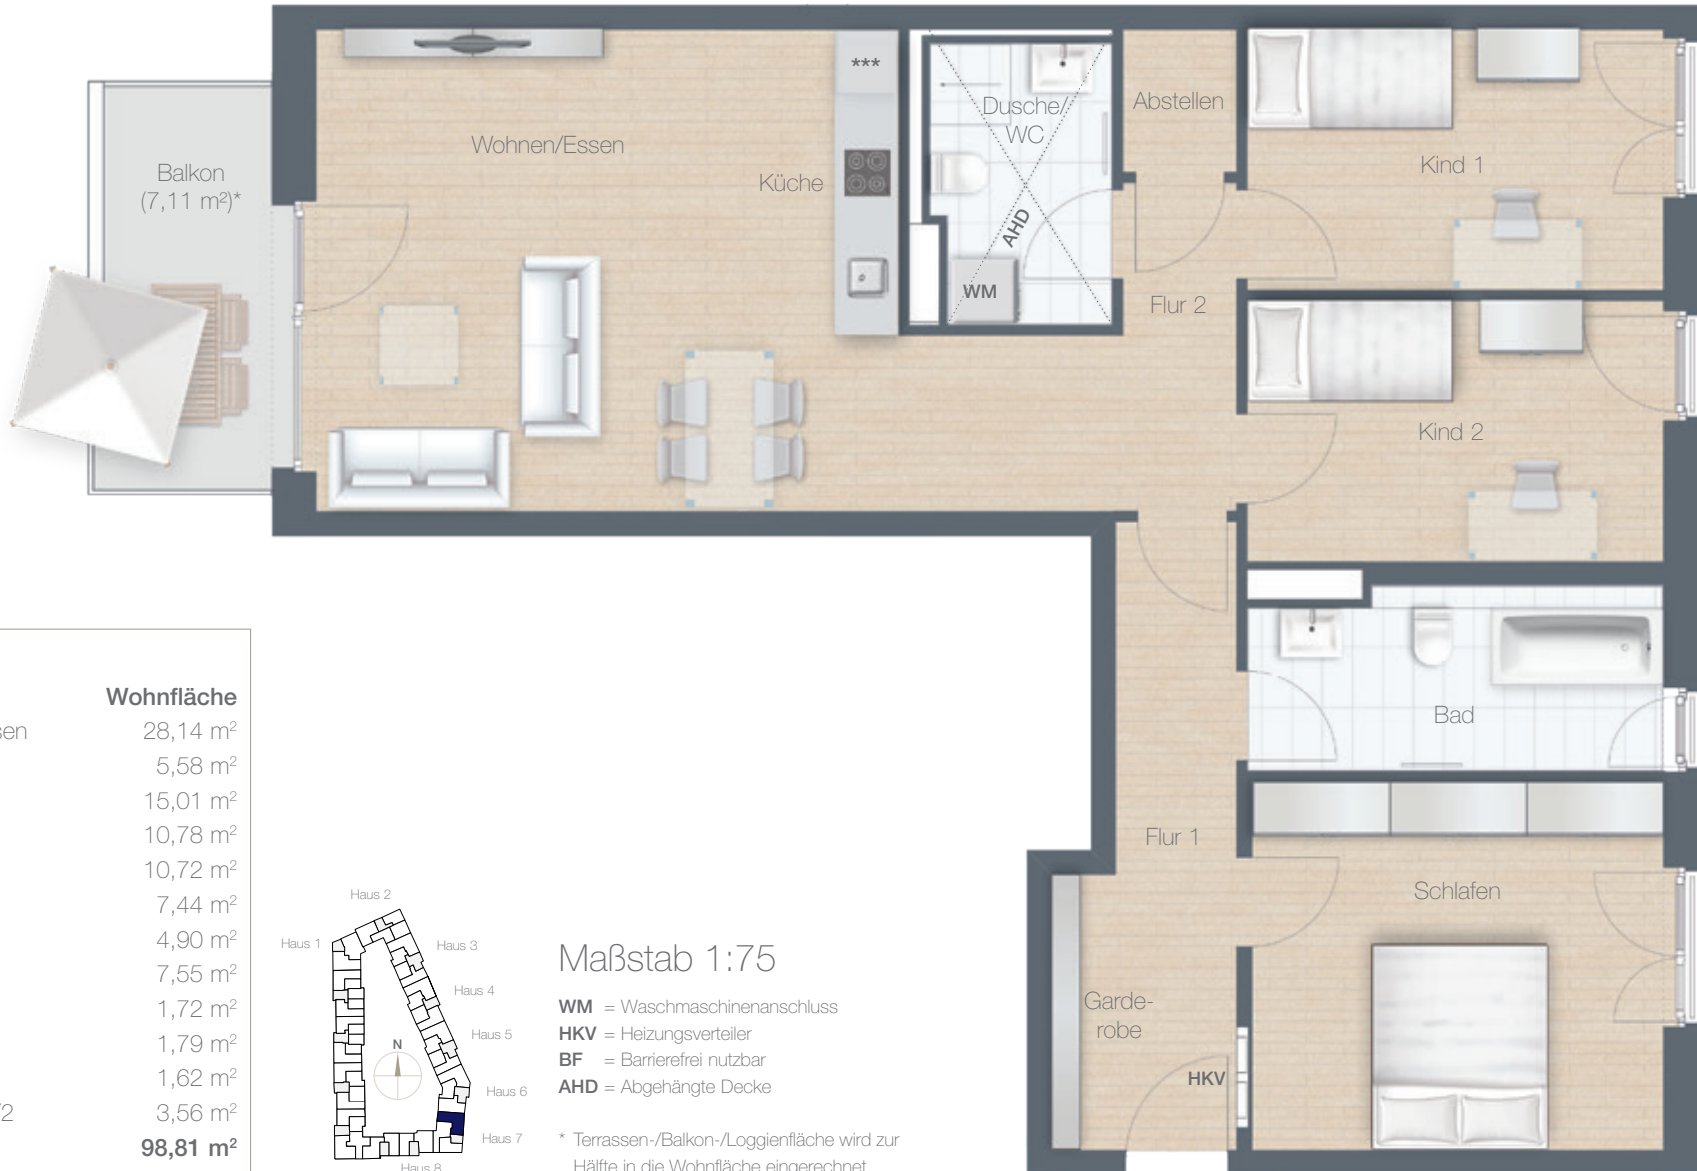 ***
Dusche/
WC
Abstellen
Wohnen/Essen
Küche
Kind 1
Balkon
(7,11 m²)*
AHD
WM
Flur 2
Kind 2
Bad
Flur 1
Schlafen
Garde-
robe
HKV
Wohnfläche
sen 28,14 m²
5,58 m²
15,01 m²
10,78 m²
10,72 m²
7,44 m²
4,90 m²
7,55 m²
1,72 m²
1,79 m²
1,62 m²
/2 3,56 m²
98,81 m²
Haus 2
Haus 1
Haus 3
Haus 4
Haus 5
N
Haus 6
Haus 7
Haus 8
Maßstab 1:75
WM = Waschmaschinenanschluss
HKV = Heizungsverteiler
BF = Barrierefrei nutzbar
AHD = Abgehängte Decke
* Terrassen-/Balkon-/Loggienfläche wird zur
Hälfte in die Wohnfläche eingerechnet